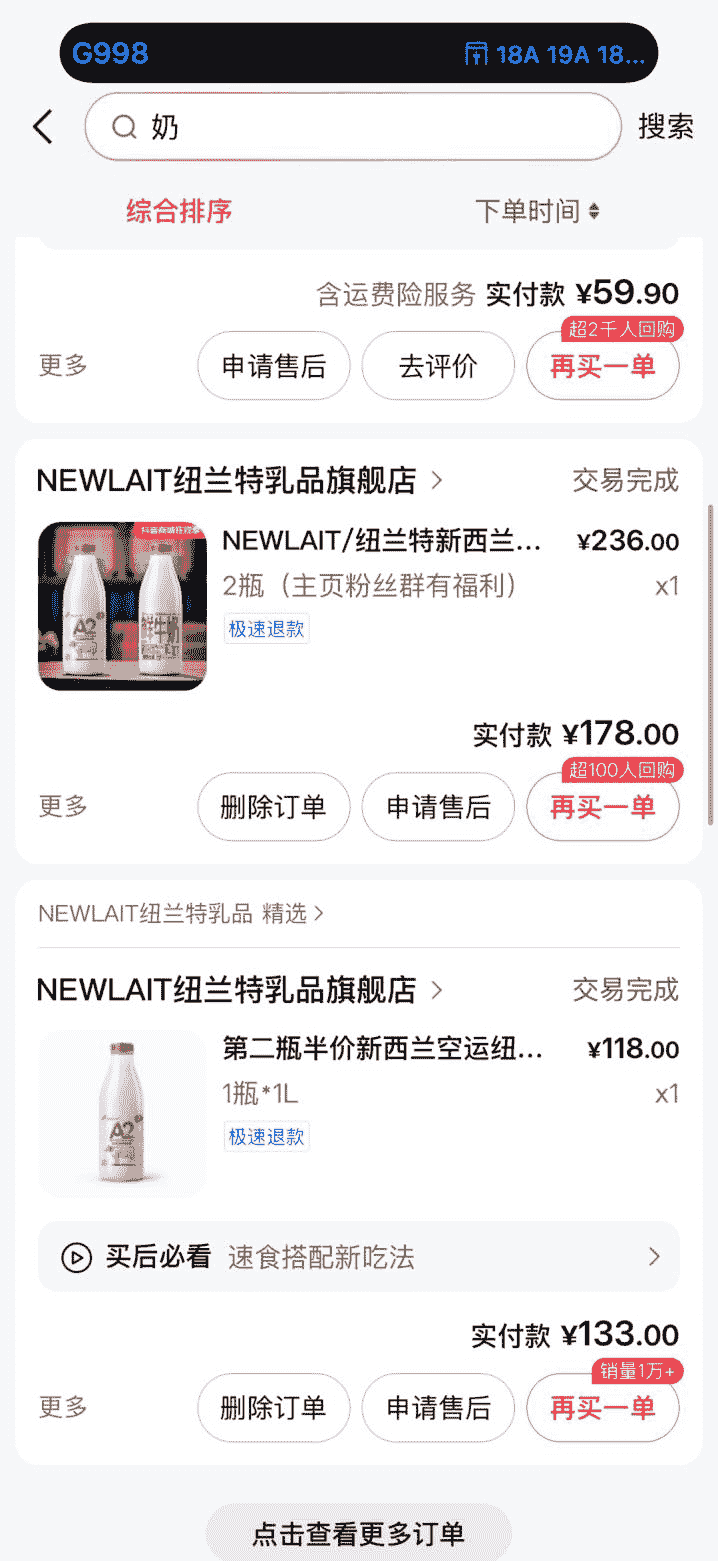 G998
18A 19A 18...
奶
搜索
综合排序
下单时间
含运费险服务 实付款 ¥59.90
超2千人回购
更多
申请售后
去评价
再买一单
NEWLAIT纽兰特乳品旗舰店
交易完成
NEWLAIT/纽兰特新西兰...
¥236.00
2瓶（主页粉丝群有福利）
x1
极速退款
A2
鲜牛奶
实付款 ¥178.00
超100人回购
更多
删除订单
申请售后
再买一单
NEWLAIT纽兰特乳品 精选
NEWLAIT纽兰特乳品旗舰店
交易完成
第二瓶半价新西兰空运纽...
¥118.00
1瓶*1L
x1
极速退款
A2
买后必看 速食搭配新吃法
实付款 ¥133.00
销量1万+
更多
删除订单
申请售后
再买一单
点击查看更多订单